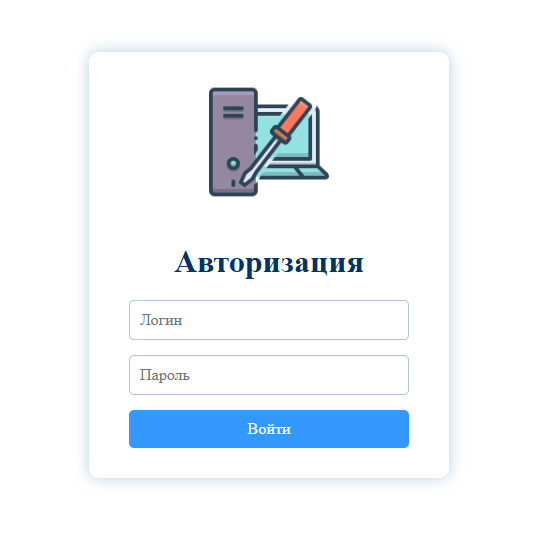 Авторизация
Логин
Пароль
Войти